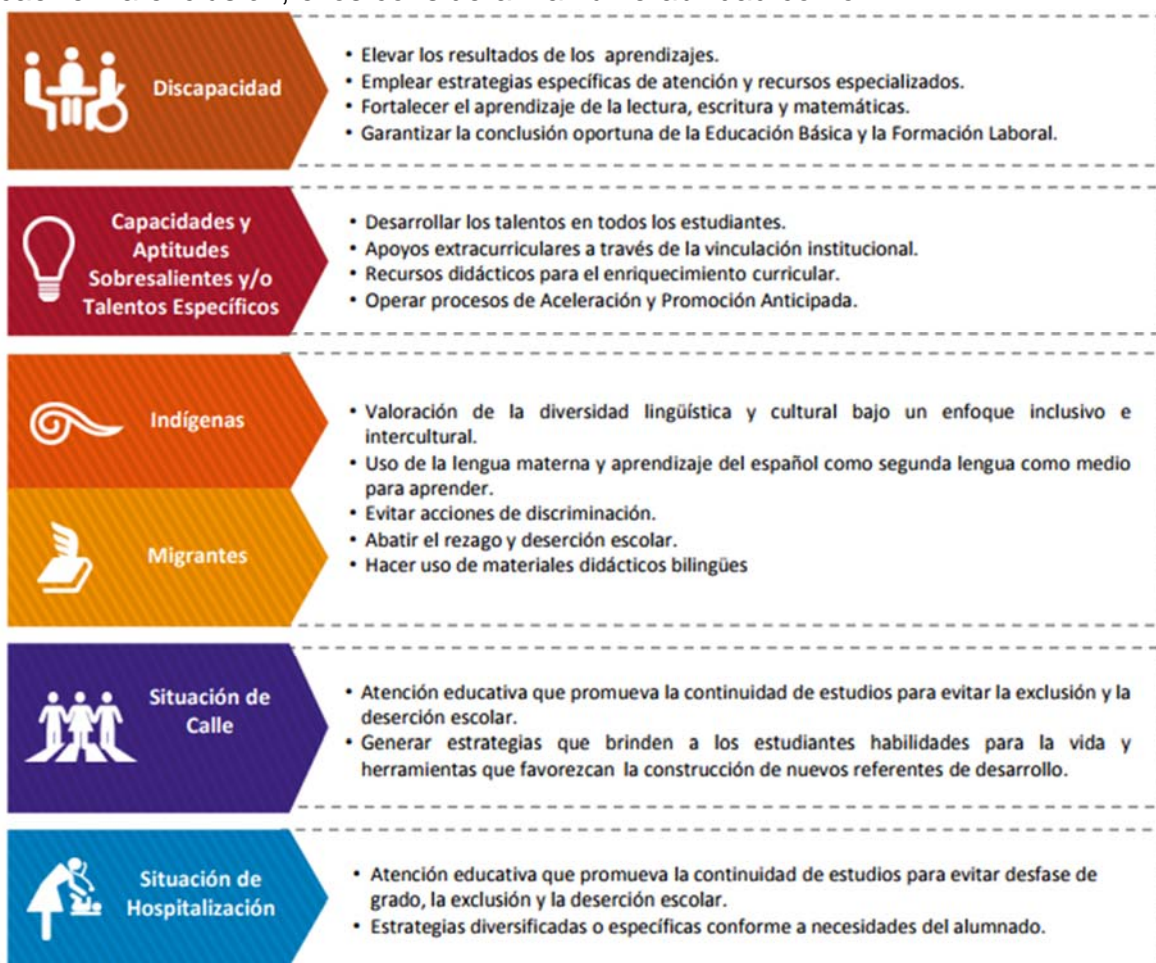 Discapacidad
• Elevar los resultados de los aprendizajes.
• Emplear estrategias específicas de atención y recursos especializados.
• Fortalecer el aprendizaje de la lectura, escritura y matemáticas.
• Garantizar la conclusión oportuna de la Educación Básica y la Formación Laboral.
Capacidades y
Aptitudes
Sobresalientes y/o
Talentos Específicos
• Desarrollar los talentos en todos los estudiantes.
• Apoyos extracurriculares a través de la vinculación institucional.
• Recursos didácticos para el enriquecimiento curricular.
• Operar procesos de Aceleración y Promoción Anticipada.
Indígenas
Migrantes
• Valoración de la diversidad lingüística y cultural bajo un enfoque inclusivo e
intercultural.
• Uso de la lengua materna y aprendizaje del español como segunda lengua como medio
para aprender.
• Evitar acciones de discriminación.
• Abatir el rezago y deserción escolar.
• Hacer uso de materiales didácticos bilingües
Situación de
Calle
• Atención educativa que promueva la continuidad de estudios para evitar la exclusión y la
deserción escolar.
• Generar estrategias que brinden a los estudiantes habilidades para la vida y
herramientas que favorezcan la construcción de nuevos referentes de desarrollo.
Situación de
Hospitalización
• Atención educativa que promueva la continuidad de estudios para evitar desfase de
grado, la exclusión y la deserción escolar.
• Estrategias diversificadas o específicas conforme a necesidades del alumnado.